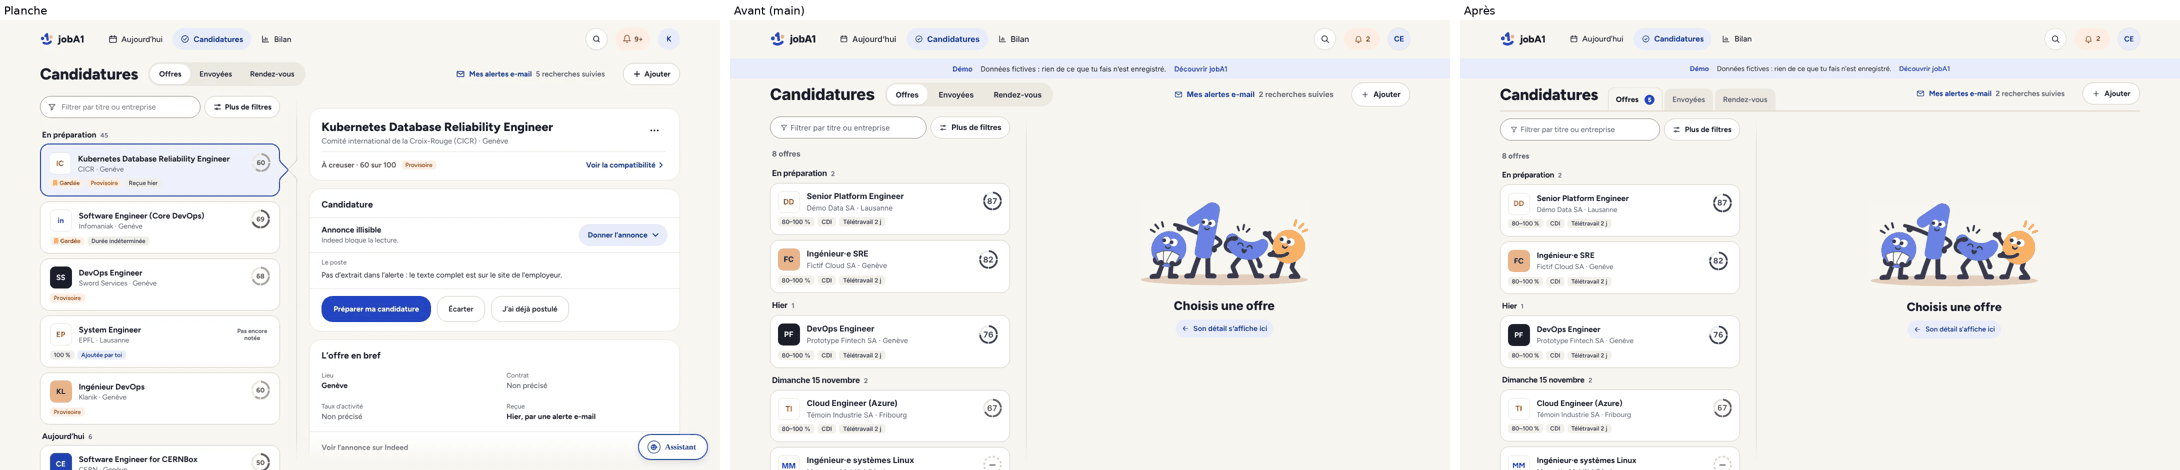 Planche
jobA1
Aujourd'hui
Candidatures
Bilan
9+
K
Candidatures
Offres
Envoyées
Rendez-vous
Mes alertes e-mail
5 recherches suivies
Ajouter
Filtrer par titre ou entreprise
Plus de filtres
En préparation 45
IC
Kubernetes Database Reliability Engineer
CICR · Genève
60
Gardée
Provisoire
Reçue hier
in
Software Engineer (Core DevOps)
Infomaniak · Genève
69
Gardée
Durée indéterminée
SS
DevOps Engineer
Sword Services · Genève
68
Provisoire
EP
System Engineer
EPFL · Lausanne
Pas encore
notée
100 %
Ajoutée par toi
KL
Ingénieur DevOps
Klanik · Genève
60
Provisoire
Aujourd'hui 6
CE
Software Engineer for CERNBox
CERN · Genève
50
Kubernetes Database Reliability Engineer
Comité international de la Croix-Rouge (CICR) · Genève
À creuser · 60 sur 100
Provisoire
Voir la compatibilité
Candidature
Annonce illisible
Indeed bloque la lecture.
Donner l'annonce
Le poste
Pas d'extrait dans l'alerte : le texte complet est sur le site de l'employeur.
Préparer ma candidature
Écarter
J'ai déjà postulé
L'offre en bref
Lieu
Contrat
Genève
Non précisé
Taux d'activité
Reçue
Non précisé
Hier, par une alerte e-mail
Voir l'annonce sur Indeed
Assistant
Avant (main)
jobA1
Aujourd'hui
Candidatures
Bilan
2
CE
Démo
Données fictives : rien de ce que tu fais n'est enregistré.
Découvrir jobA1
Candidatures
Offres
Envoyées
Rendez-vous
Mes alertes e-mail
2 recherches suivies
Ajouter
Filtrer par titre ou entreprise
Plus de filtres
8 offres
En préparation 2
DD
Senior Platform Engineer
Démo Data SA · Lausanne
87
80–100 %
CDI
Télétravail 2 j
FC
Ingénieur·e SRE
Fictif Cloud SA · Genève
82
80–100 %
CDI
Télétravail 2 j
Hier 1
PF
DevOps Engineer
Prototype Fintech SA · Genève
76
80–100 %
CDI
Télétravail 2 j
Dimanche 15 novembre 2
TI
Cloud Engineer (Azure)
Témoin Industrie SA · Fribourg
67
80–100 %
CDI
Télétravail 2 j
MM
Ingénieur·e systèmes Linux
Choisis une offre
Son détail s'affiche ici
Après
jobA1
Aujourd'hui
Candidatures
Bilan
2
CE
Démo
Données fictives : rien de ce que tu fais n'est enregistré.
Découvrir jobA1
Candidatures
Offres 5
Envoyées
Rendez-vous
Mes alertes e-mail
2 recherches suivies
Ajouter
Filtrer par titre ou entreprise
Plus de filtres
8 offres
En préparation 2
DD
Senior Platform Engineer
Démo Data SA · Lausanne
87
80–100 %
CDI
Télétravail 2 j
FC
Ingénieur·e SRE
Fictif Cloud SA · Genève
82
80–100 %
CDI
Télétravail 2 j
Hier 1
PF
DevOps Engineer
Prototype Fintech SA · Genève
76
80–100 %
CDI
Télétravail 2 j
Dimanche 15 novembre 2
TI
Cloud Engineer (Azure)
Témoin Industrie SA · Fribourg
67
80–100 %
CDI
Télétravail 2 j
MM
Ingénieur·e systèmes Linux
Choisis une offre
Son détail s'affiche ici